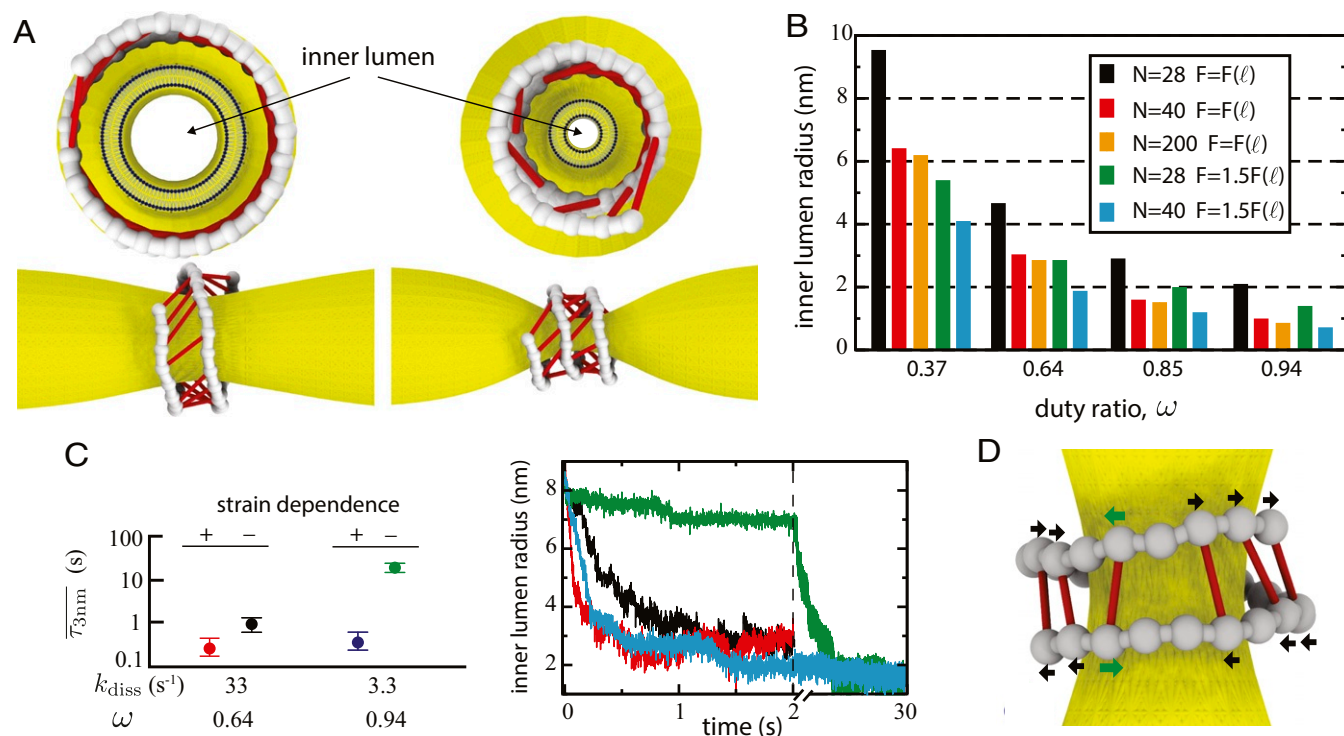 A
inner lumen
B
inner lumen radius (nm)
10
8
6
4
2
0
N=28 F=F(ℓ)
N=40 F=F(ℓ)
N=200 F=F(ℓ)
N=28 F=1.5F(ℓ)
N=40 F=1.5F(ℓ)
0.37 0.64 0.85 0.94
duty ratio, ω
C
strain dependence
+ − + −
τ3nm (s)
100
10
1
0.1
kdiss (s-1) 33 3.3
ω 0.64 0.94
inner lumen radius (nm)
8
6
4
2
0 1 2 30
time (s)
D